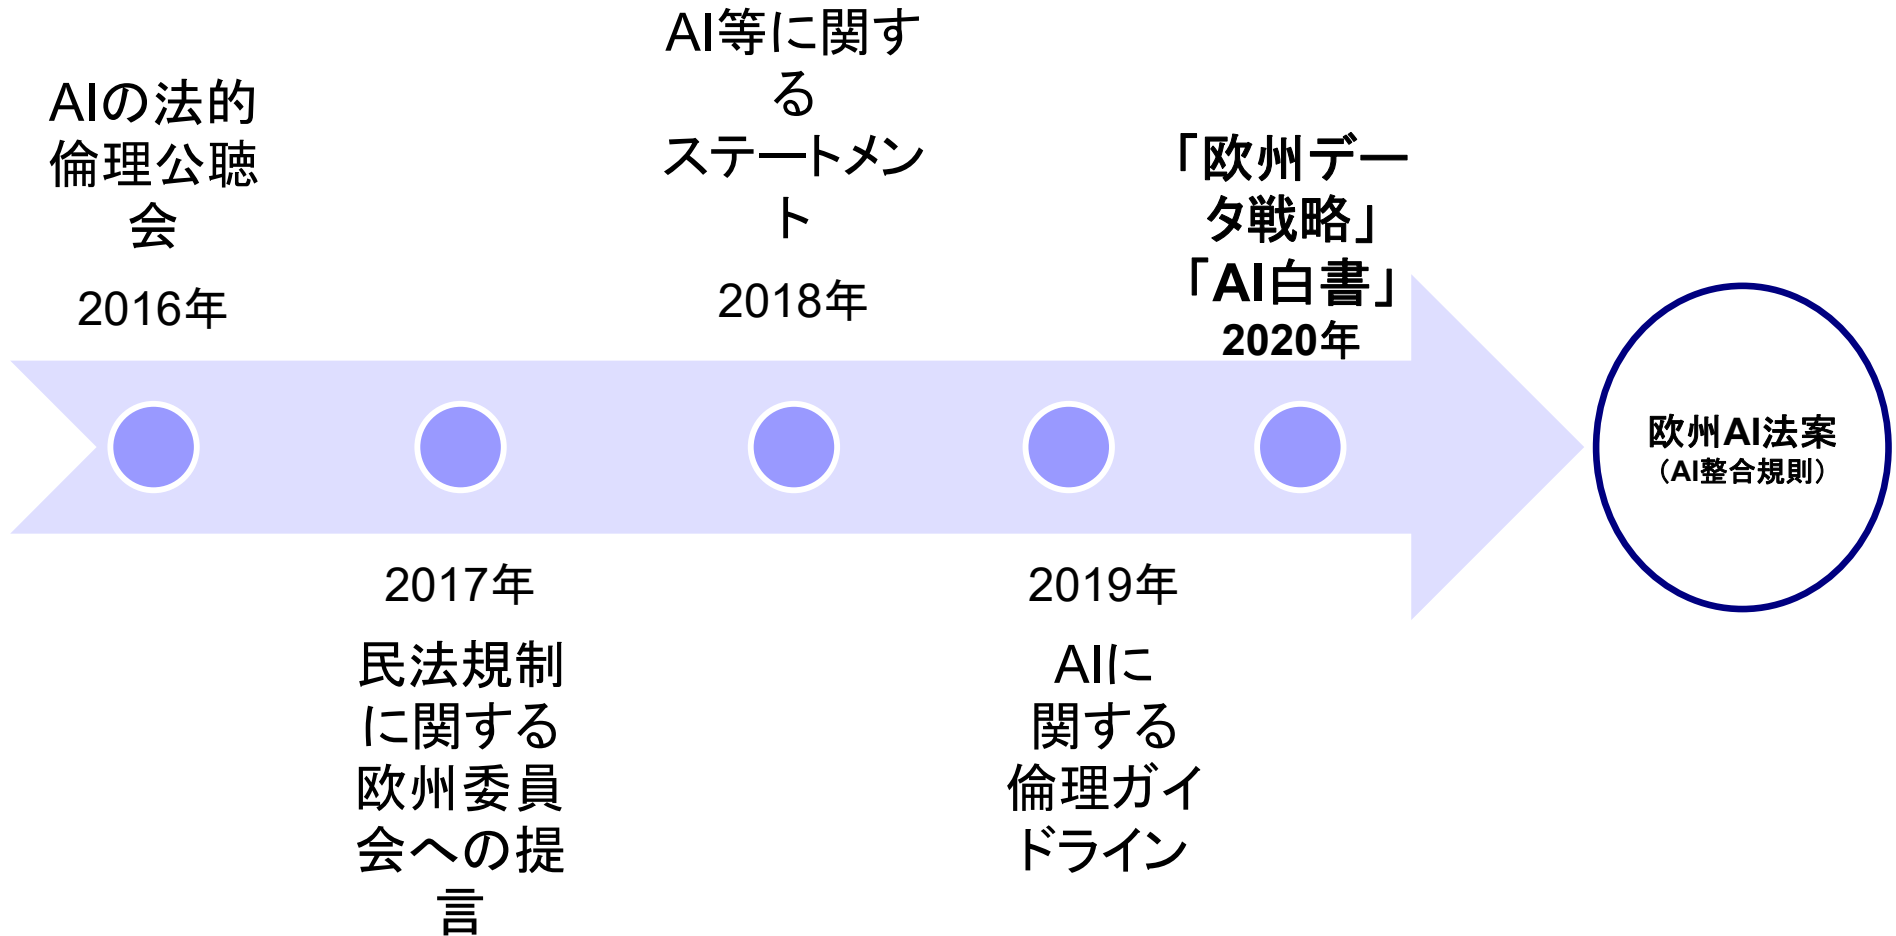 AIの法的
倫理公聴
会
2016年
2017年
民法規制
に関する
欧州委員
会への提
言
AI等に関す
る
ステートメン
ト
2018年
2019年
AIに
関する
倫理ガイ
ドライン
「欧州デー
タ戦略」
「AI白書」
2020年
欧州AI法案
（AI整合規則）